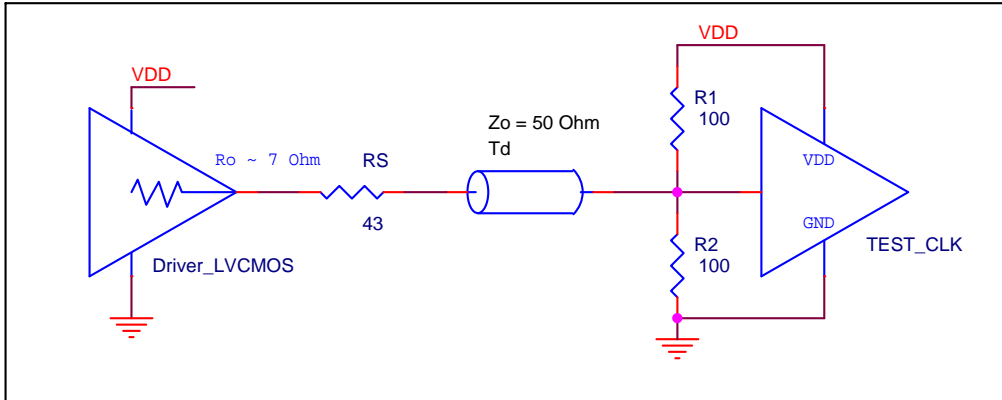 VDD
Ro ~ 7 Ohm
RS
43
Driver_LVCMOS
Zo = 50 Ohm
Td
VDD
R1
100
VDD
GND
R2
100
TEST_CLK